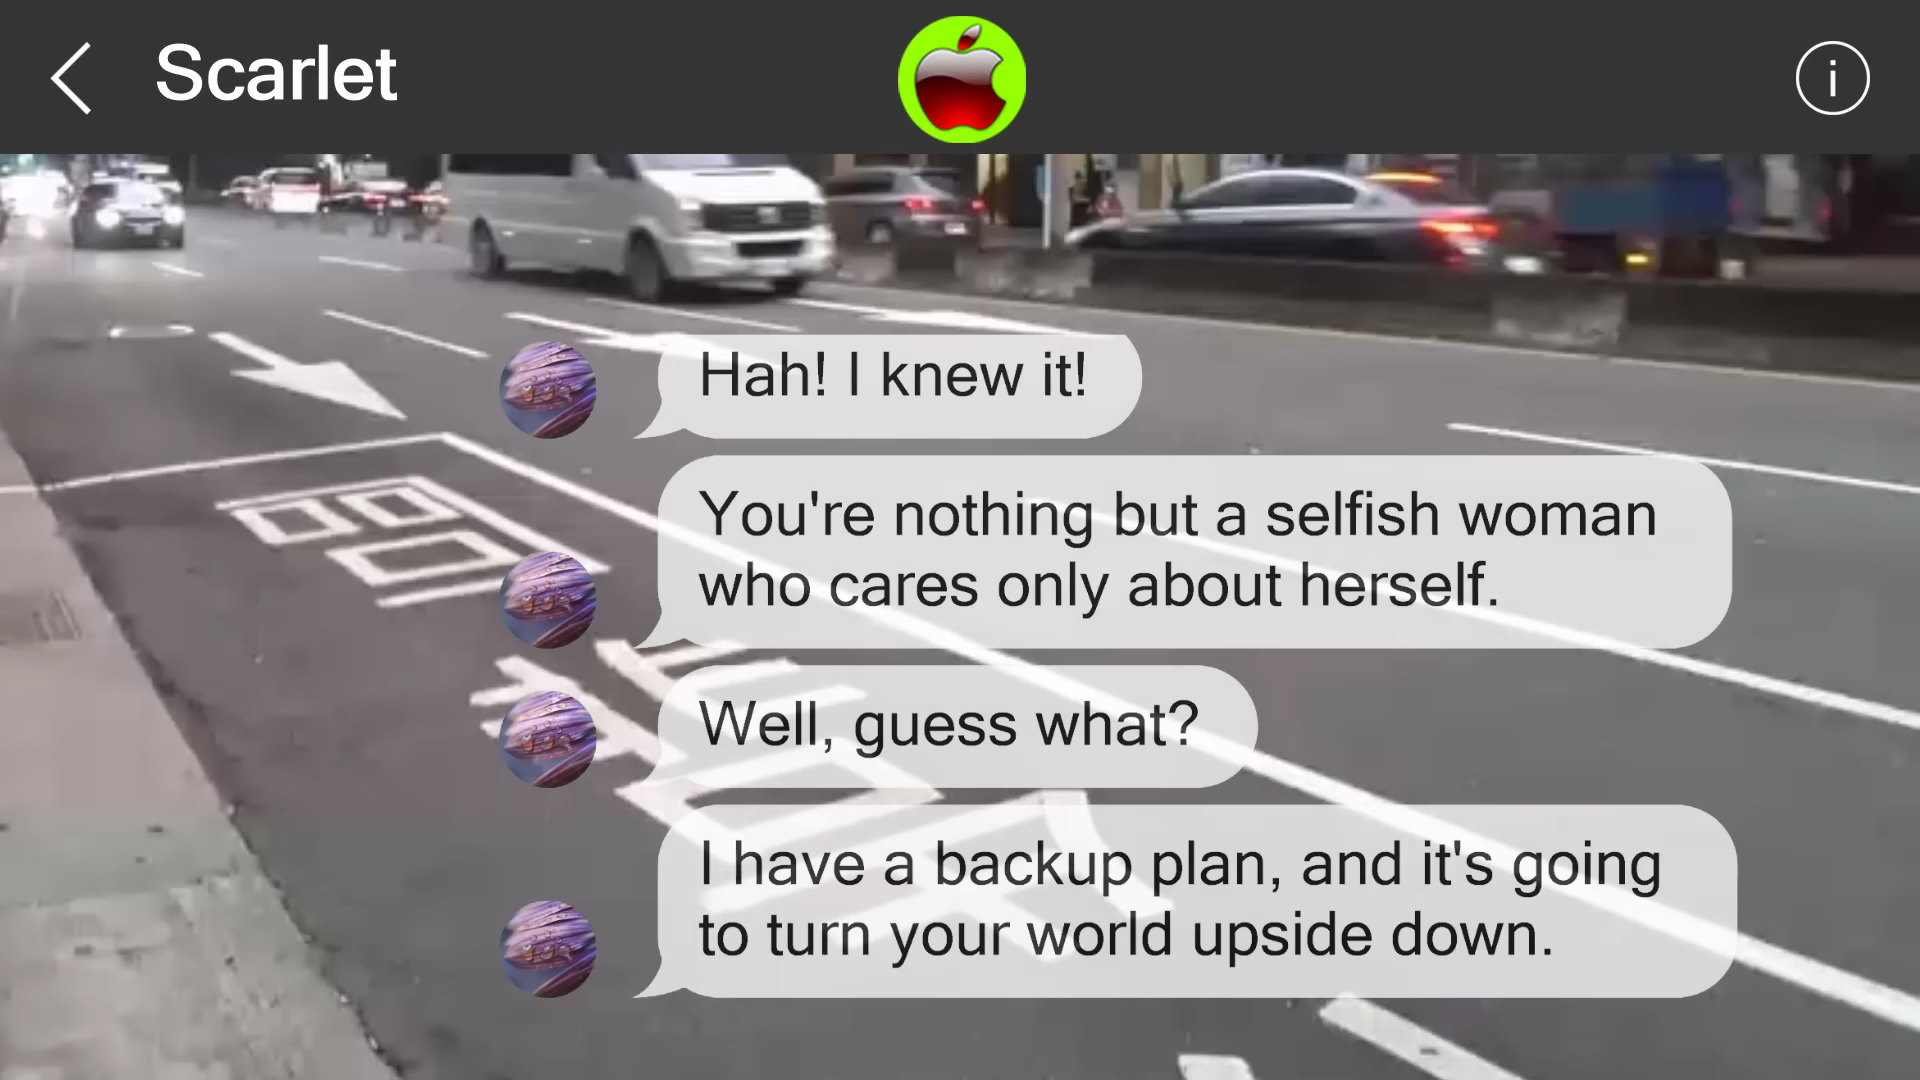 Scarlet
i
Hah! I knew it!
You're nothing but a selfish woman
who cares only about herself.
Well, guess what?
I have a backup plan, and it's going
to turn your world upside down.